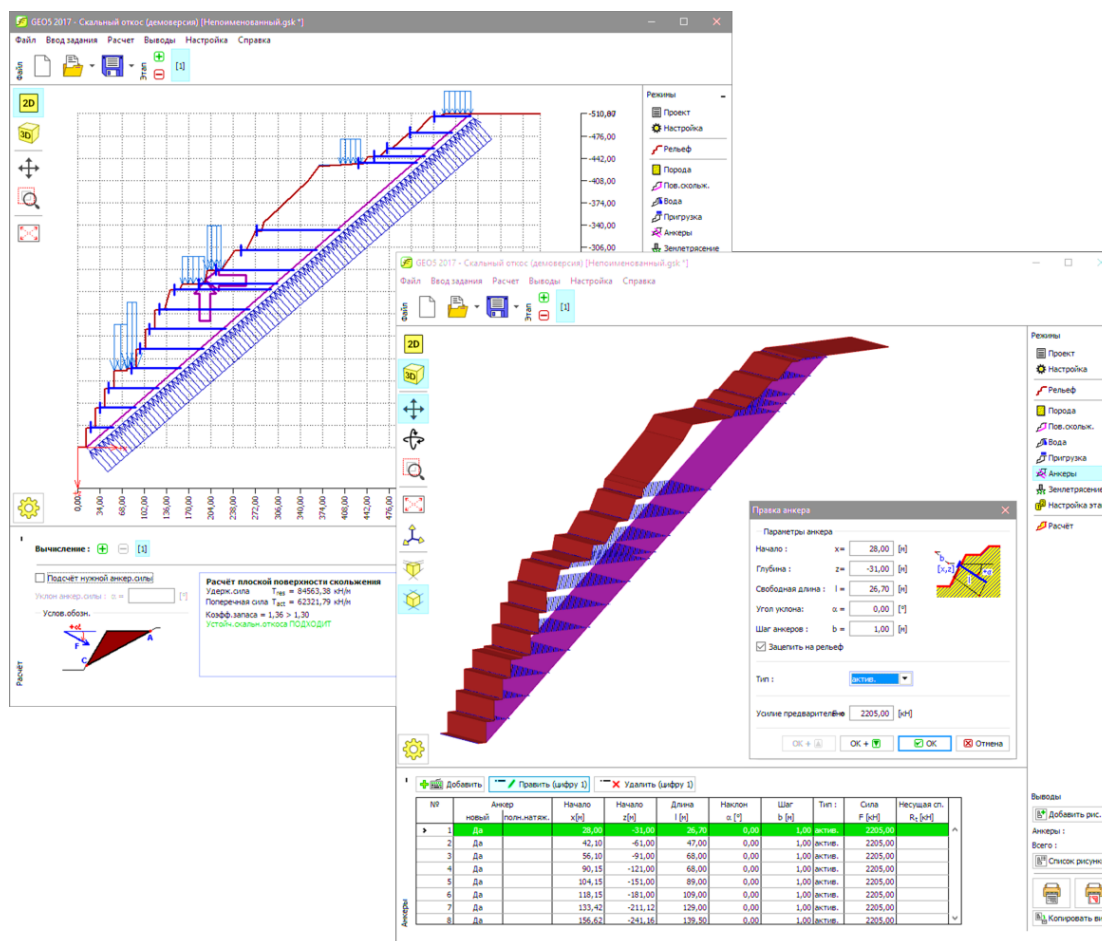 GEO5 2017 - Скальный откос (демоверсия) [Непоименованный.gsk *]
Файл Ввод задания Расчет Выводы Настройка Справка
Файл
Этап
[1]
2D
3D
Режимы
Проект
Настройка
Рельеф
Порода
Пов.скольж.
Вода
Пригрузка
Анкеры
Землетрясение
-476,00
-442,00
-408,00
-374,00
-340,00
-306,00
0,00 34,00 68,00 102,00 136,00 170,00 204,00 238,00 272,00 306,00 340,00 374,00 408,00 442,00 476,00
Вычисление : [1]
Подсчёт нужной анкер.силы
Уклон анкер.силы : α = [°]
Услов.обозн.
+α
F
A
C
Расчёт
Расчёт плоской поверхности скольжения
Удерж.сила Tres = 84563,38 кН/м
Поперечная сила Tact = 62321,79 кН/м
Коэфф.запаса = 1,36 > 1,30
Устойч.скальн.откоса ПОДХОДИТ
GEO5 2017 - Скальный откос (демоверсия) [Непоименованный.gsk *]
Файл Ввод задания Расчет Выводы Настройка Справка
Файл
Этап
[1]
2D
3D
Режимы
Проект
Настройка
Рельеф
Порода
Пов.скольж.
Вода
Пригрузка
Анкеры
Землетрясение
Настройка эта
Расчёт
Правка анкера
Параметры анкера
Начало : x= 28,00 [м]
Глубина : z= -31,00 [м]
Свободная длина : l = 26,70 [м]
Угол уклона: α = 0,00 [°]
Шаг анкеров : b = 1,00 [м]
Зацепить на рельеф
b
[x,z]
+α
l
Тип : актив.
Усилие предварительно 2205,00 [кН]
OK + OK + OK Отмена
Добавить Править (цифру 1) Удалить (цифру 1)
№ Анкер Начало Начало Длина Наклон Шаг Тип : Сила Несущая сп.
новый полн.натяж. x[м] z[м] l [м] α [°] b [м] F [кН] Rt [кН]
1 Да 28,00 -31,00 26,70 0,00 1,00 актив. 2205,00
2 Да 42,10 -61,00 47,00 0,00 1,00 актив. 2205,00
3 Да 56,10 -91,00 68,00 0,00 1,00 актив. 2205,00
4 Да 90,15 -121,00 68,00 0,00 1,00 актив. 2205,00
5 Да 104,15 -151,00 89,00 0,00 1,00 актив. 2205,00
6 Да 118,15 -181,00 109,00 0,00 1,00 актив. 2205,00
7 Да 133,42 -211,12 129,00 0,00 1,00 актив. 2205,00
8 Да 156,62 -241,16 139,50 0,00 1,00 актив. 2205,00
Анкеры
Выводы
Добавить рис.
Анкеры :
Всего :
Список рисунк
Копировать ви